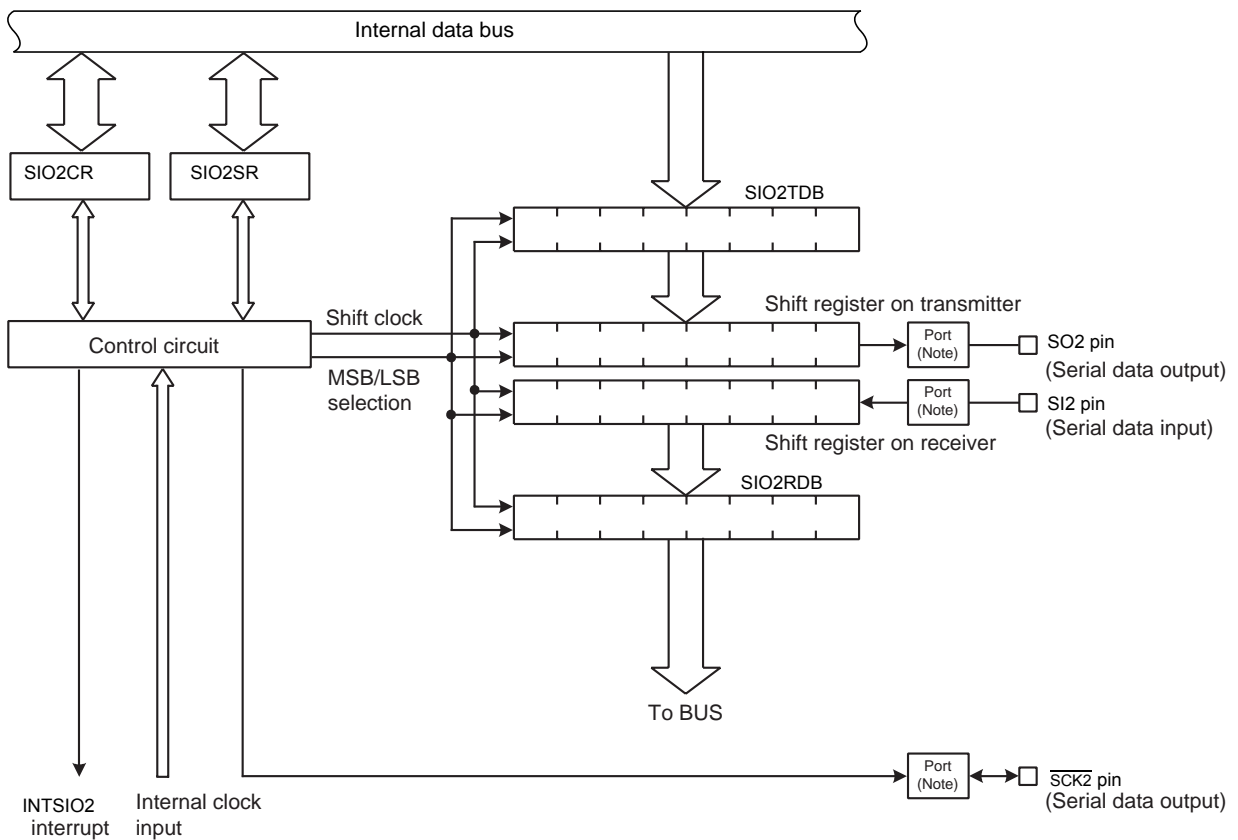 Internal data bus
SIO2CR
SIO2SR
SIO2TDB
Shift register on transmitter
Shift clock
Control circuit
MSB/LSB
selection
Port
(Note)
SO2 pin
(Serial data output)
Port
(Note)
SI2 pin
(Serial data input)
Shift register on receiver
SIO2RDB
To BUS
Port
(Note)
SCK2 pin
(Serial data output)
INTSIO2
interrupt
Internal clock
input